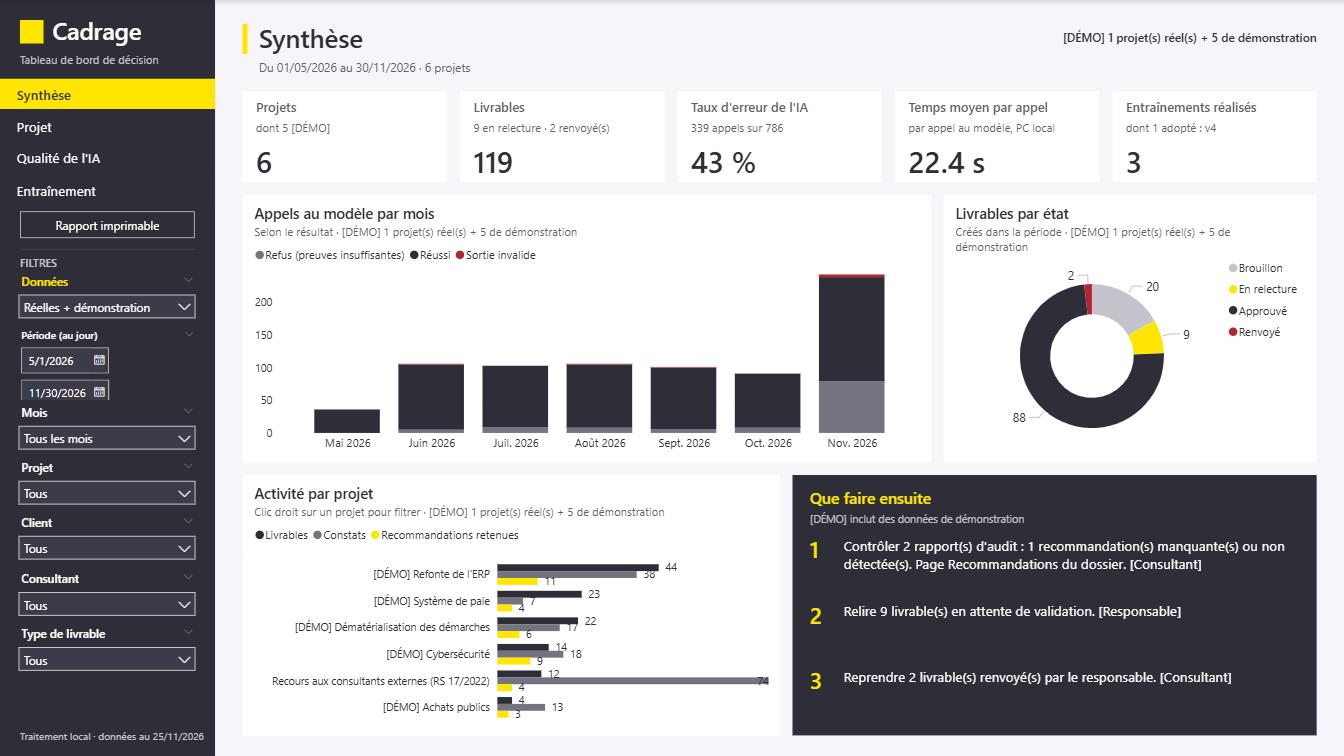 Cadrage
Tableau de bord de décision
Synthèse
Projet
Qualité de l'IA
Entraînement
Rapport imprimable
FILTRES
Données
Réelles + démonstration
Période (au jour)
5/1/2026
11/30/2026
Mois
Tous les mois
Projet
Tous
Client
Tous
Consultant
Tous
Type de livrable
Tous
Traitement local · données au 25/11/2026
Synthèse
Du 01/05/2026 au 30/11/2026 · 6 projets
[DÉMO] 1 projet(s) réel(s) + 5 de démonstration
Projets
dont 5 [DÉMO]
6
Livrables
9 en relecture · 2 renvoyé(s)
119
Taux d'erreur de l'IA
339 appels sur 786
43 %
Temps moyen par appel
par appel au modèle, PC local
22.4 s
Entraînements réalisés
dont 1 adopté : v4
3
Appels au modèle par mois
Selon le résultat · [DÉMO] 1 projet(s) réel(s) + 5 de démonstration
Refus (preuves insuffisantes) Réussi Sortie invalide
200
150
100
50
0
Mai 2026 Juin 2026 Juil. 2026 Août 2026 Sept. 2026 Oct. 2026 Nov. 2026
Livrables par état
Créés dans la période · [DÉMO] 1 projet(s) réel(s) + 5 de
démonstration
Brouillon
En relecture
Approuvé
Renvoyé
2
20
9
88
Activité par projet
Clic droit sur un projet pour filtrer · [DÉMO] 1 projet(s) réel(s) + 5 de démonstration
Livrables Constats Recommandations retenues
[DÉMO] Refonte de l'ERP 44 38 11
[DÉMO] Système de paie 23 7 4
[DÉMO] Dématérialisation des démarches 22 17 6
[DÉMO] Cybersécurité 14 18 9
Recours aux consultants externes (RS 17/2022) 12 74 4
[DÉMO] Achats publics 4 13 3
Que faire ensuite
[DÉMO] inclut des données de démonstration
1 Contrôler 2 rapport(s) d'audit : 1 recommandation(s) manquante(s) ou non
détectée(s). Page Recommandations du dossier. [Consultant]
2 Relire 9 livrable(s) en attente de validation. [Responsable]
3 Reprendre 2 livrable(s) renvoyé(s) par le responsable. [Consultant]